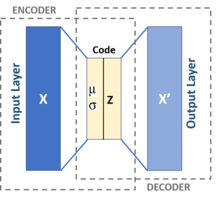 ENCODER
Code
Input Layer
X
μ
σ
Z
X'
Output Layer
DECODER